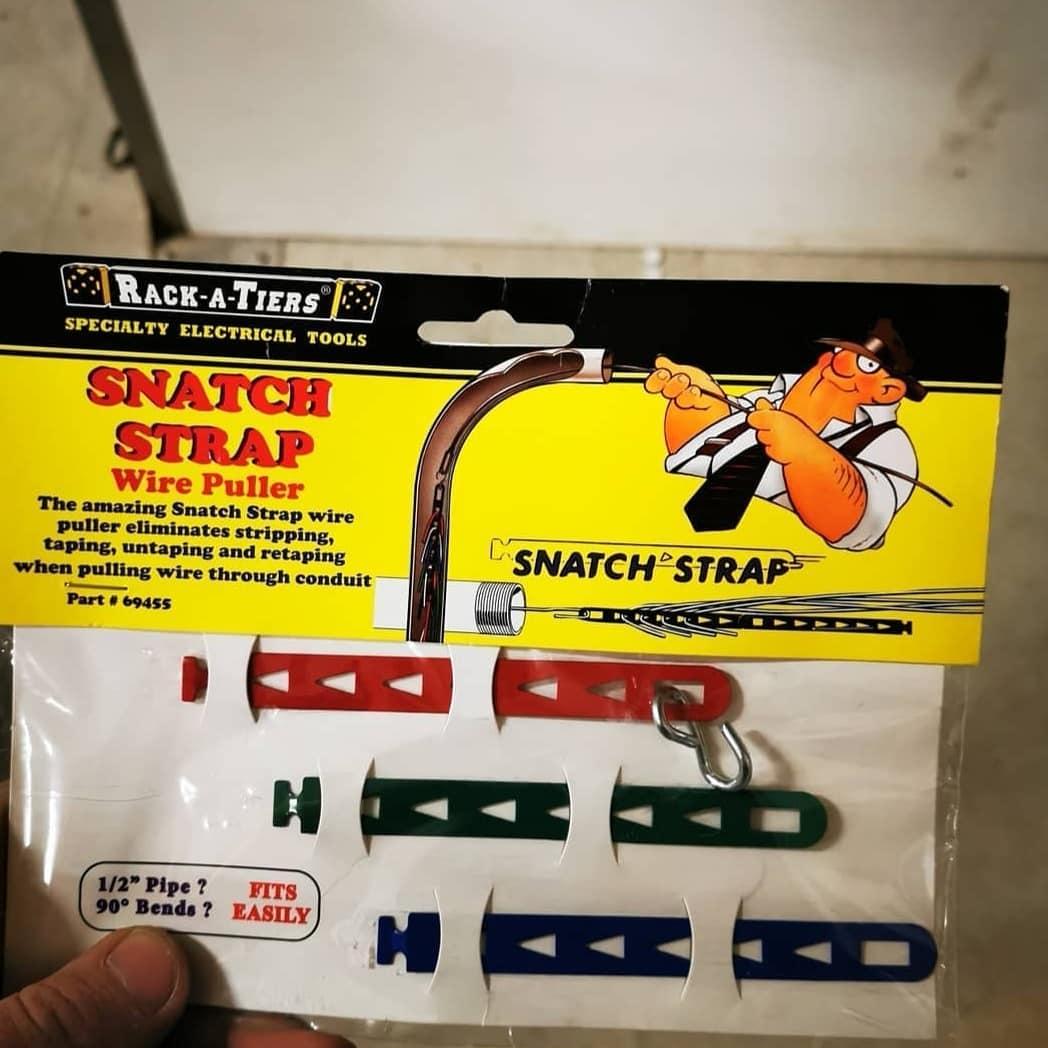 RACK-A-TIERS®
SPECIALTY ELECTRICAL TOOLS
SNATCH
STRAP
Wire Puller
The amazing Snatch Strap wire
puller eliminates stripping,
taping, untaping and retaping
when pulling wire through conduit
Part # 69455
SNATCH STRAP
1/2" Pipe ?
90° Bends ?
FITS
EASILY